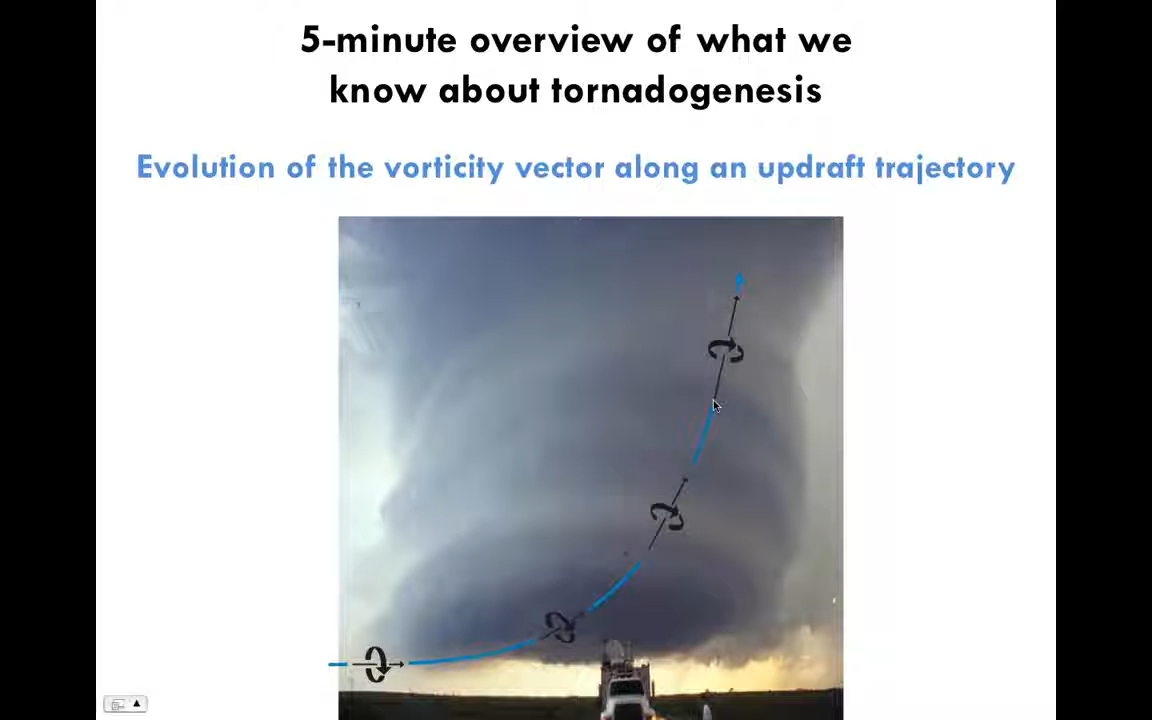 5-minute overview of what we
know about tornadogenesis
Evolution of the vorticity vector along an updraft trajectory